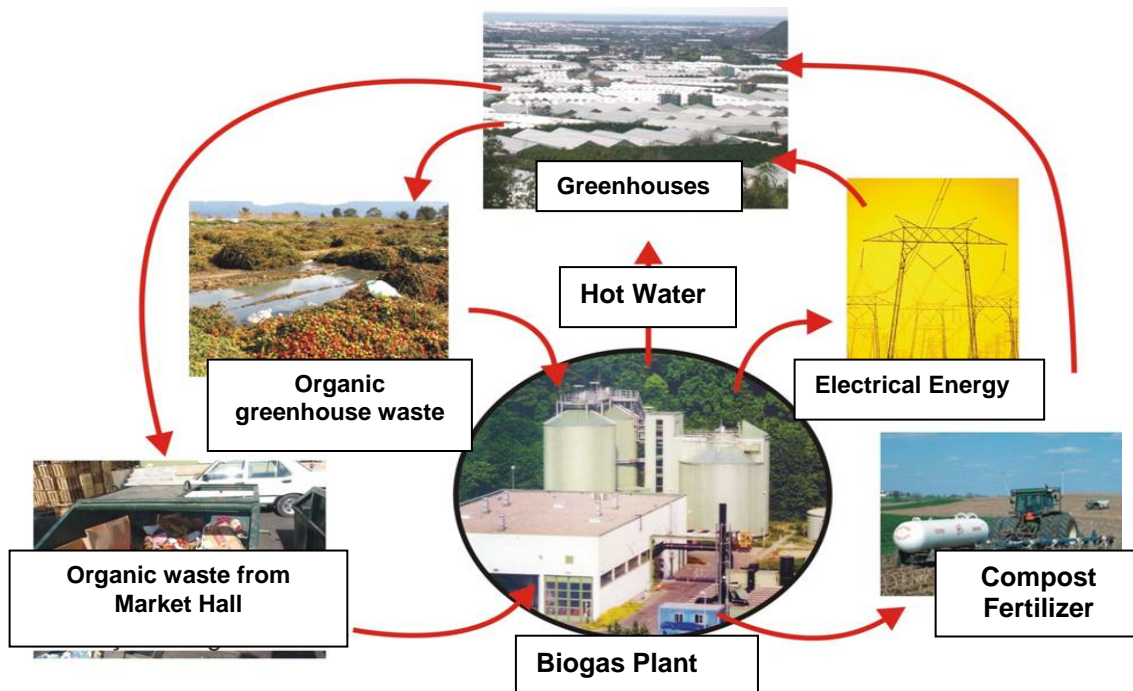 Greenhouses
Hot Water
Organic
greenhouse waste
Electrical Energy
Organic waste from
Market Hall
Compost
Fertilizer
Biogas Plant